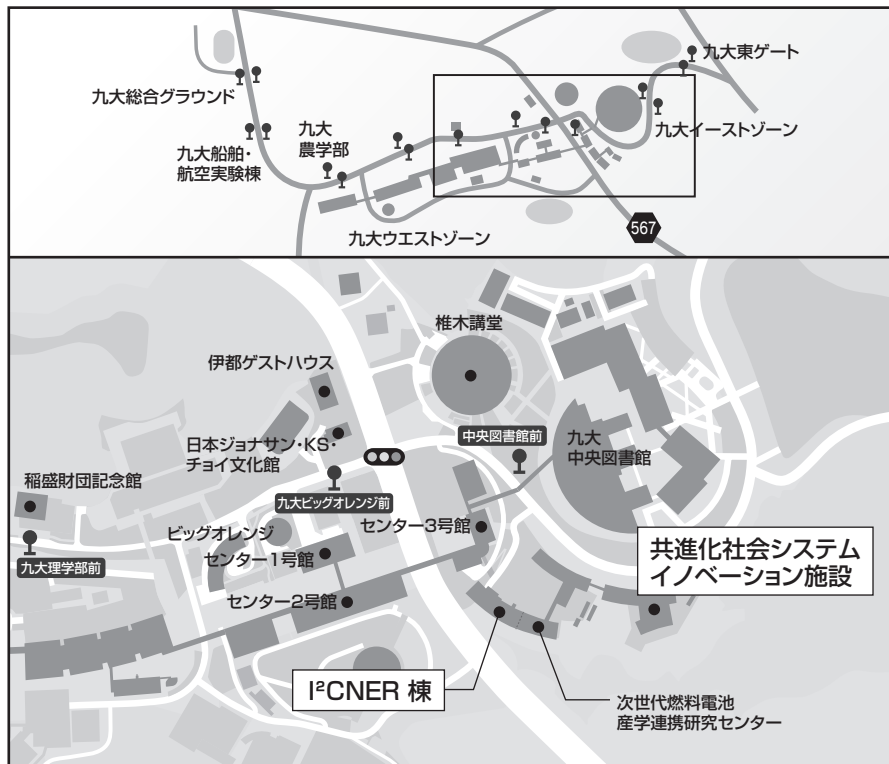 九大東ゲート
九大総合グラウンド
九大イーストゾーン
九大
農学部
九大船舶・
航空実験棟
九大ウエストゾーン
567
椎木講堂
伊都ゲストハウス
中央図書館前
九大
中央図書館
日本ジョナサン・KS・
チョイ文化館
稲盛財団記念館
九大ビッグオレンジ前
ビッグオレンジ
センター3号館
センター1号館
九大理学部前
共進化社会システム
イノベーション施設
センター2号館
I²CNER 棟
次世代燃料電池
産学連携研究センター